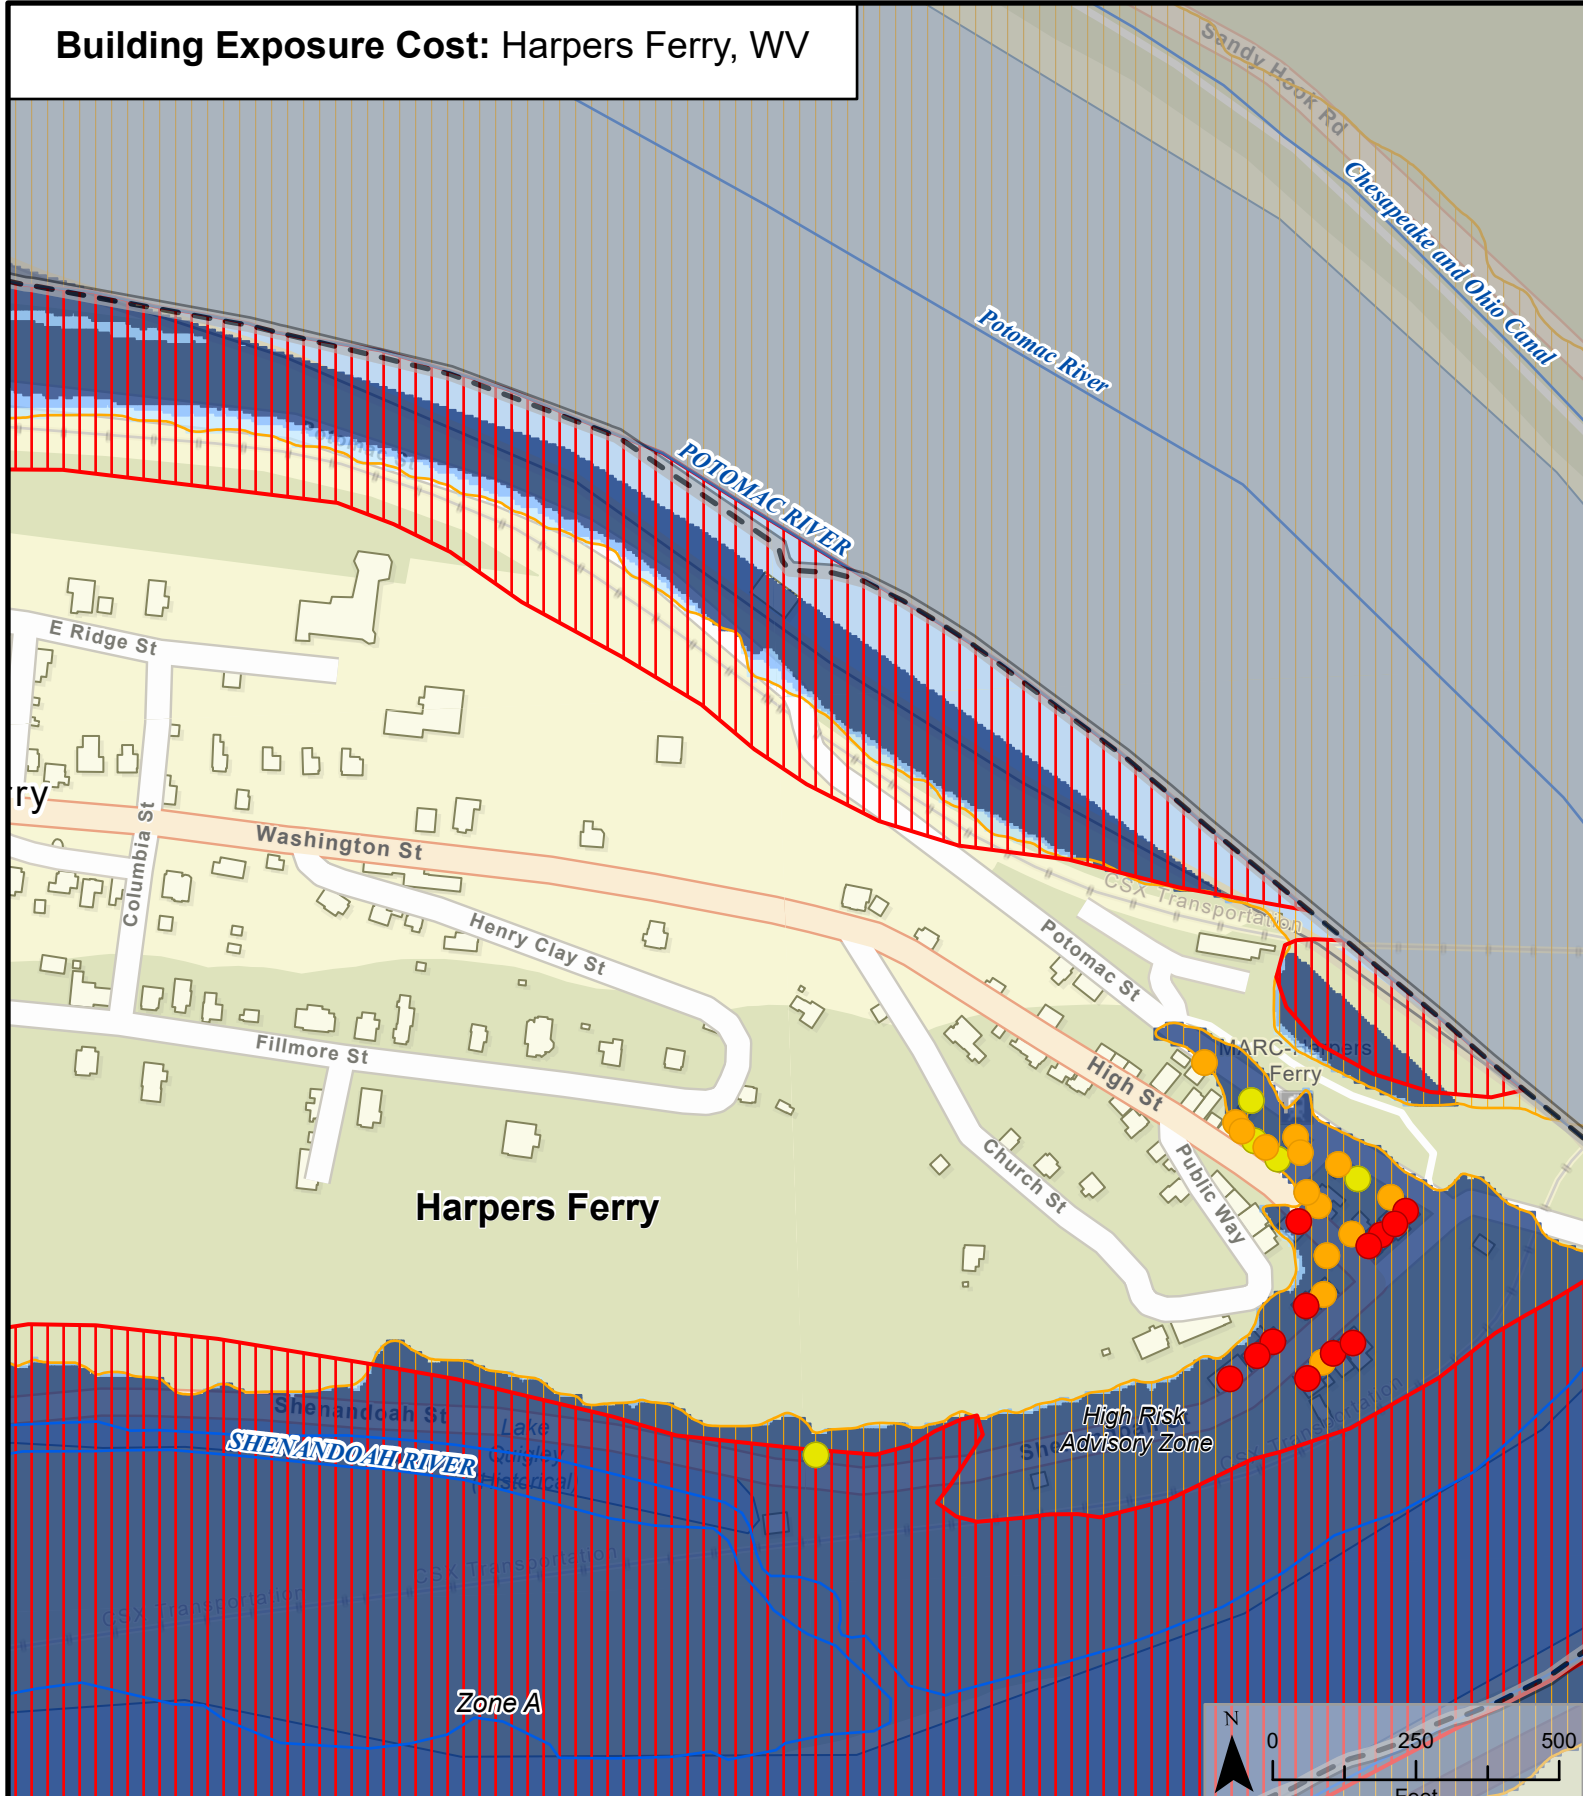 Building Exposure Cost: Harpers Ferry, WV
Sandy Hook Rd
Chesapeake and Ohio Canal
Potomac River
POTOMAC RIVER
E Ridge St
rry
Columbia St
Washington St
Henry Clay St
CSX Transportation
Potomac St
Fillmore St
High St
MARC-Harpers
Ferry
Church St
Public Way
Harpers Ferry
Shenandoah St
Lake
Quigley
(Historical)
SHENANDOAH RIVER
High Risk
Advisory Zone
CSX Transportation
CSX Transportation
CSX Transportation
Zone A
N
0 250 500